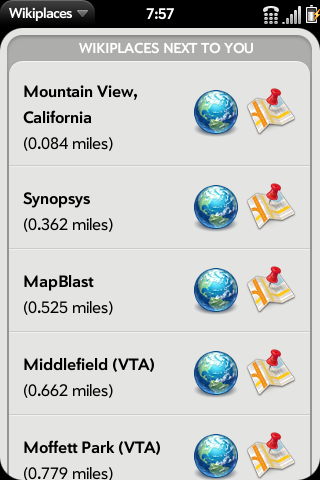 Wikiplaces 7:57
WIKIPLACES NEXT TO YOU
Mountain View,
California
(0.084 miles)
Synopsys
(0.362 miles)
MapBlast
(0.525 miles)
Middlefield (VTA)
(0.662 miles)
Moffett Park (VTA)
(0.779 miles)